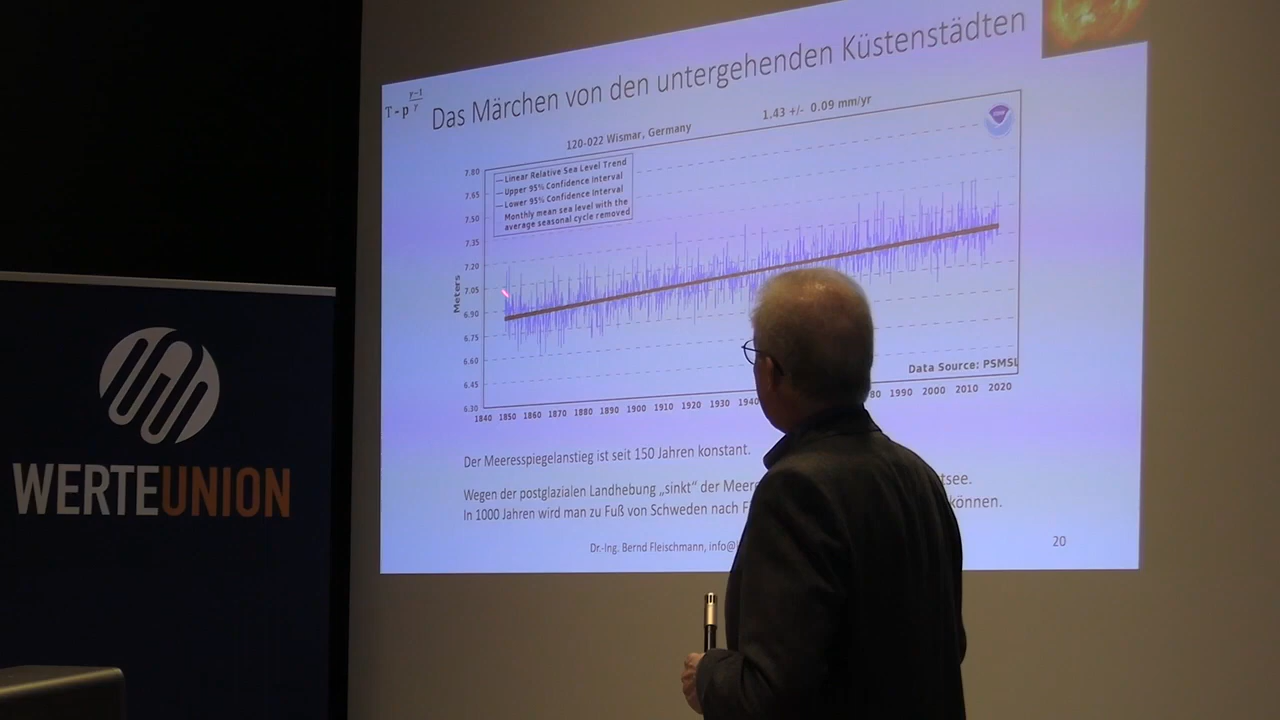 T - p γ-1/γ
Das Märchen von den untergehenden Küstenstädten
120-022 Wismar, Germany
1.43 +/- 0.09 mm/yr
Linear Relative Sea Level Trend
Upper 95% Confidence Interval
Lower 95% Confidence Interval
Monthly mean sea level with the
average seasonal cycle removed
7.80
7.65
7.50
7.35
7.20
7.05
6.90
6.75
6.60
6.45
6.30
Meters
Data Source: PSMSL
1840 1850 1860 1870 1880 1890 1900 1910 1920 1930 1940 80 1990 2000 2010 2020
Der Meeresspiegelanstieg ist seit 150 Jahren konstant.
Wegen der postglazialen Landhebung „sinkt“ der Meere tsee.
In 1000 Jahren wird man zu Fuß von Schweden nach F können.
Dr.-Ing. Bernd Fleischmann, info@
20
WERTEUNION